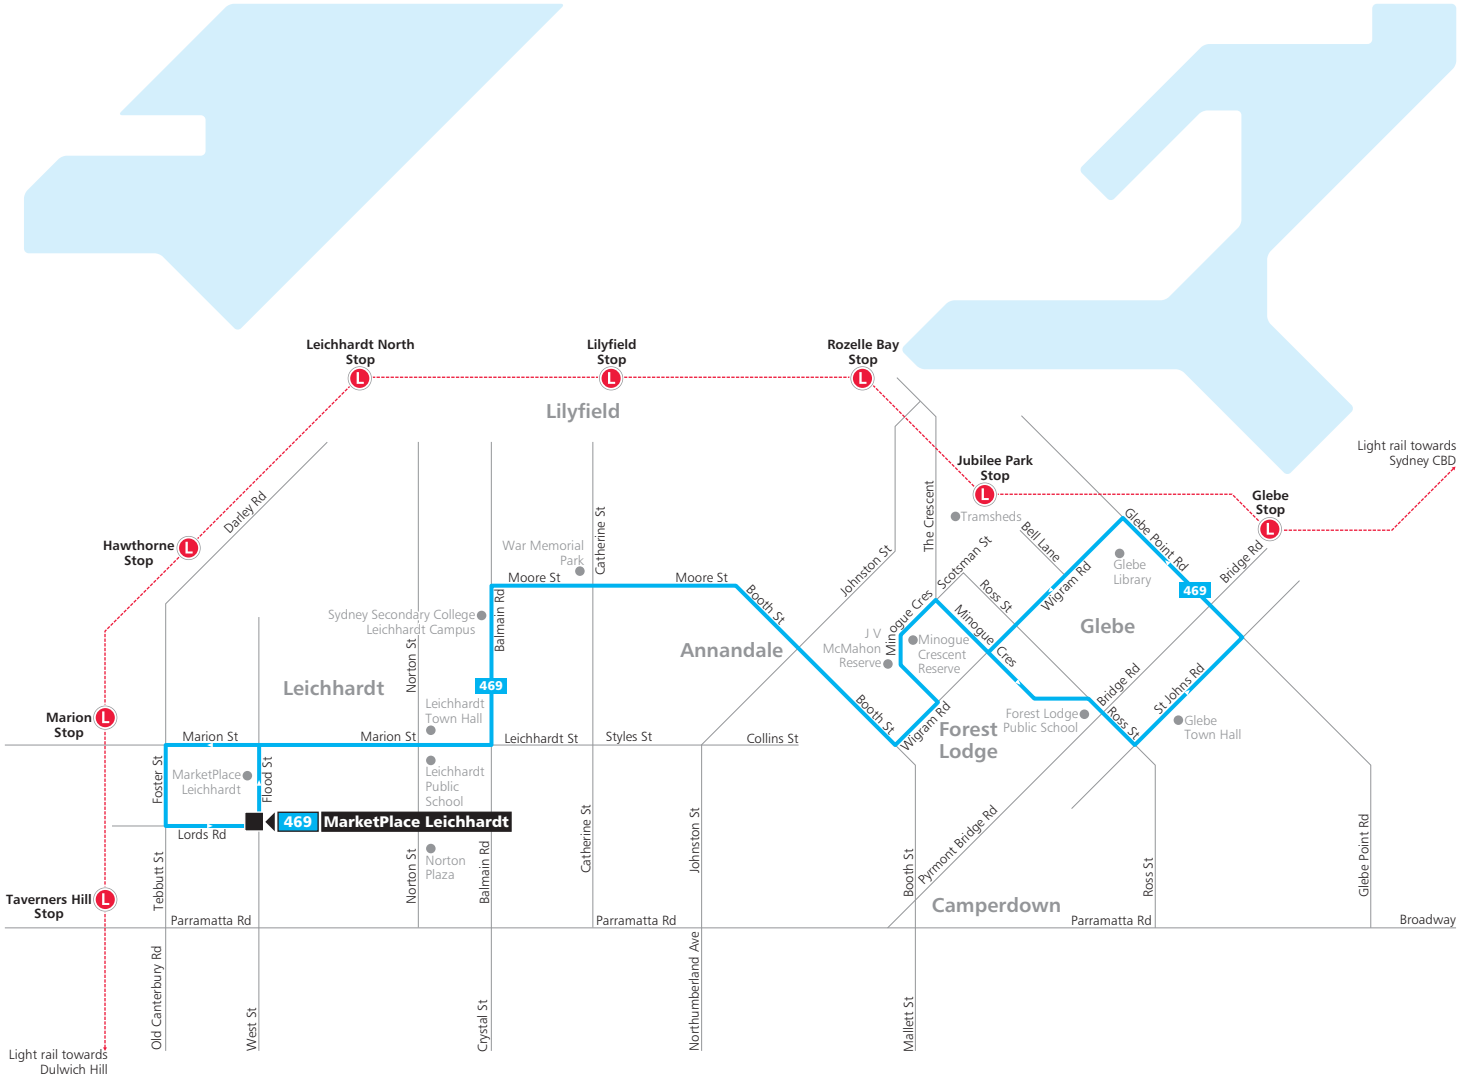 Leichhardt North
Stop
L
Lilyfield
Stop
L
Rozelle Bay
Stop
L
Lilyfield
Light rail towards
Sydney CBD
Jubilee Park
Stop
L
Glebe
Stop
L
Hawthorne
Stop
L
Darley Rd
War Memorial
Park
Catherine St
The Crescent
Tramsheds
Bell Lane
Glebe Point Rd
Bridge Rd
Glebe
Library
Johnston St
Scotsman St
Ross St
Wigram Rd
469
Moore St
Moore St
Booth St
Minogue Cres
Minogue Cres
Sydney Secondary College
Leichhardt Campus
Balmain Rd
Norton St
Annandale
J V
McMahon
Reserve
Minogue
Crescent
Reserve
Glebe
Leichhardt
469
Leichhardt
Town Hall
Booth St
Wigram Rd
Forest
Lodge
Forest Lodge
Public School
Bridge Rd
Ross St
St Johns Rd
Glebe
Town Hall
Marion
Stop
L
Marion St
Marion St
Leichhardt St
Styles St
Collins St
Foster St
MarketPlace
Leichhardt
Flood St
Leichhardt
Public
School
469
MarketPlace Leichhardt
Lords Rd
Norton
Plaza
Tebbutt St
Norton St
Balmain Rd
Catherine St
Johnston St
Booth St
Pyrmont Bridge Rd
Ross St
Glebe Point Rd
Taverners Hill
Stop
L
Camperdown
Parramatta Rd
Parramatta Rd
Parramatta Rd
Broadway
Old Canterbury Rd
West St
Crystal St
Northumberland Ave
Mallett St
Light rail towards
Dulwich Hill